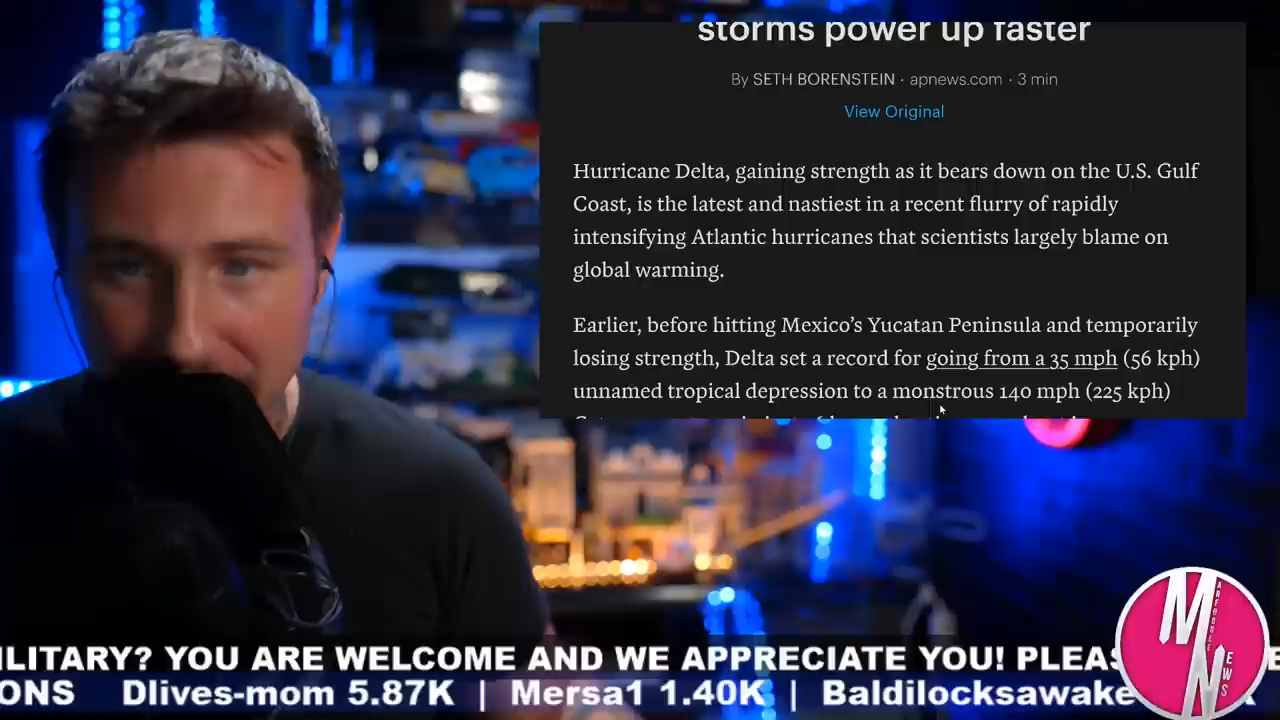 storms power up faster
By SETH BORENSTEIN · apnews.com · 3 min
View Original
Hurricane Delta, gaining strength as it bears down on the U.S. Gulf
Coast, is the latest and nastiest in a recent flurry of rapidly
intensifying Atlantic hurricanes that scientists largely blame on
global warming.
Earlier, before hitting Mexico’s Yucatan Peninsula and temporarily
losing strength, Delta set a record for going from a 35 mph (56 kph)
unnamed tropical depression to a monstrous 140 mph (225 kph)
ILITARY? YOU ARE WELCOME AND WE APPRECIATE YOU! PLEAS
ONS Dlives-mom 5.87K | Mersa1 1.40K | Baldilocksawake
M
N
EWS